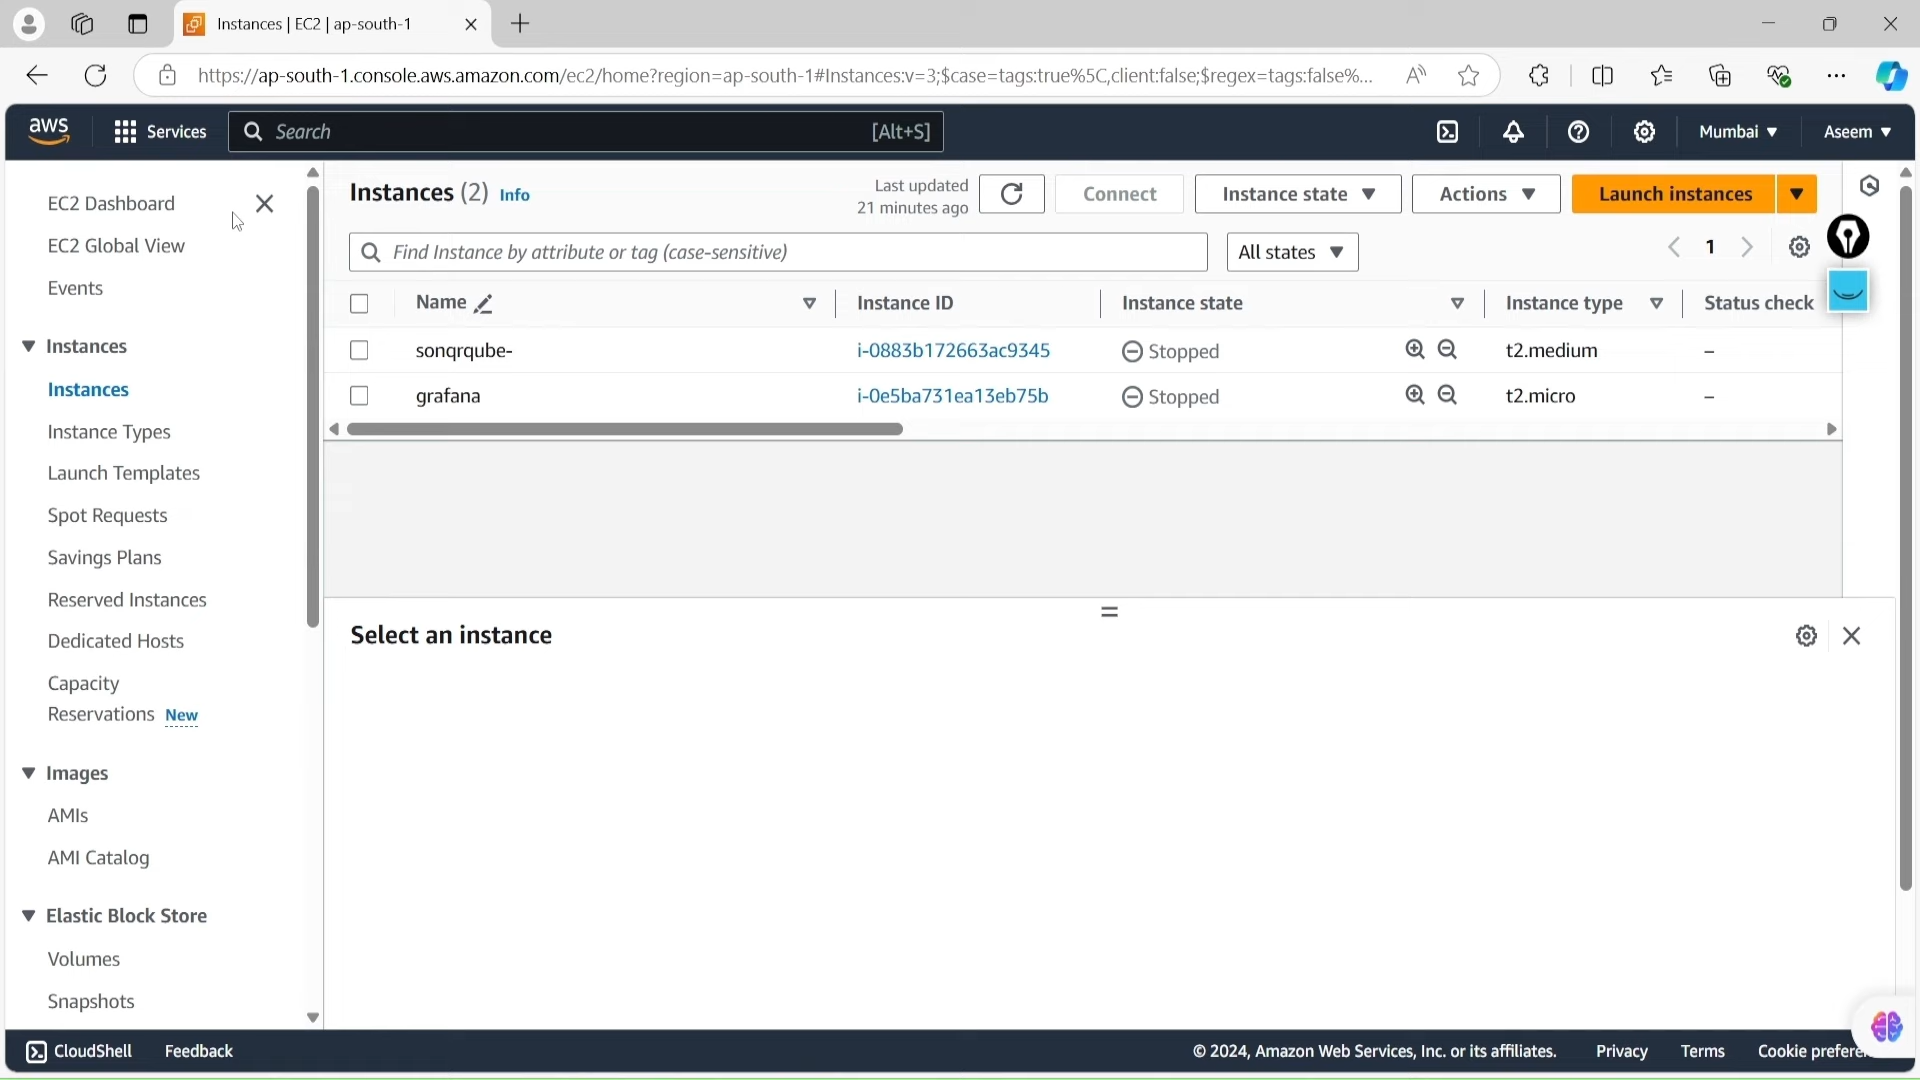 Instances | EC2 | ap-south-1
https://ap-south-1.console.aws.amazon.com/ec2/home?region=ap-south-1#Instances:v=3;$case=tags:true%5C,client:false;$regex=tags:false%...
aws
Services
Search
[Alt+S]
Mumbai
Aseem
EC2 Dashboard
EC2 Global View
Events
Instances
Instances
Instance Types
Launch Templates
Spot Requests
Savings Plans
Reserved Instances
Dedicated Hosts
Capacity
Reservations New
Images
AMIs
AMI Catalog
Elastic Block Store
Volumes
Snapshots
Instances (2) Info
Last updated
21 minutes ago
Connect
Instance state
Actions
Launch instances
Find Instance by attribute or tag (case-sensitive)
All states
1
Name Instance ID Instance state Instance type Status check
sonqrqube- i-0883b172663ac9345 Stopped t2.medium –
grafana i-0e5ba731ea13eb75b Stopped t2.micro –
Select an instance
CloudShell Feedback
© 2024, Amazon Web Services, Inc. or its affiliates. Privacy Terms Cookie prefere